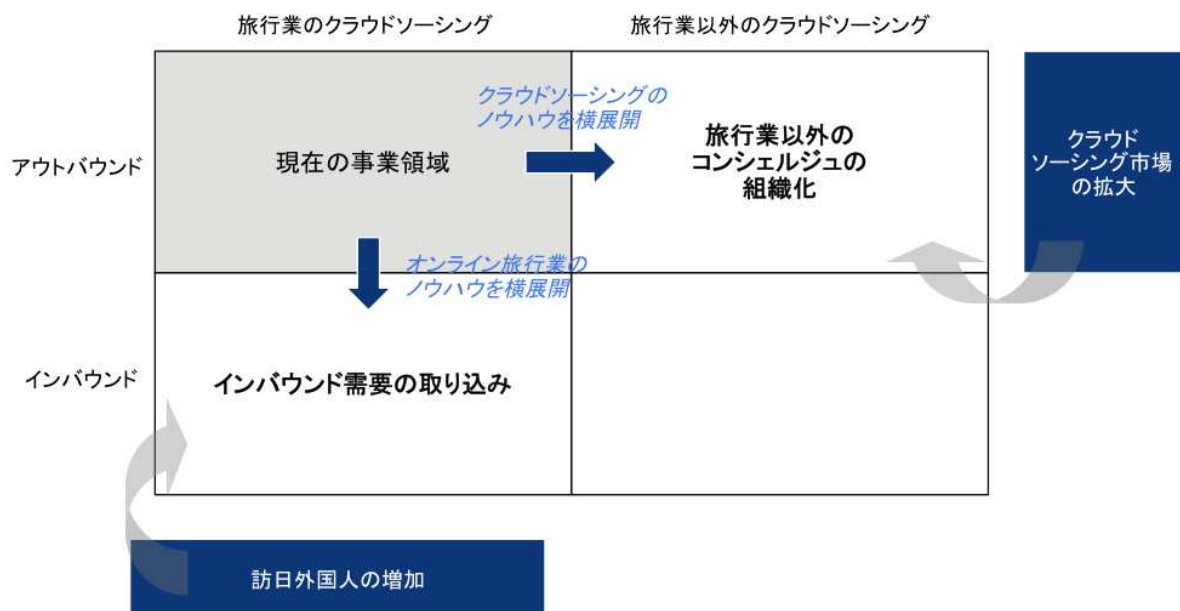 旅行業のクラウドソーシング
旅行業以外のクラウドソーシング
アウトバウンド
現在の事業領域
クラウドソーシングの
ノウハウを横展開
旅行業以外の
コンシェルジュの
組織化
クラウド
ソーシング市場
の拡大
オンライン旅行業の
ノウハウを横展開
インバウンド
インバウンド需要の取り込み
訪日外国人の増加